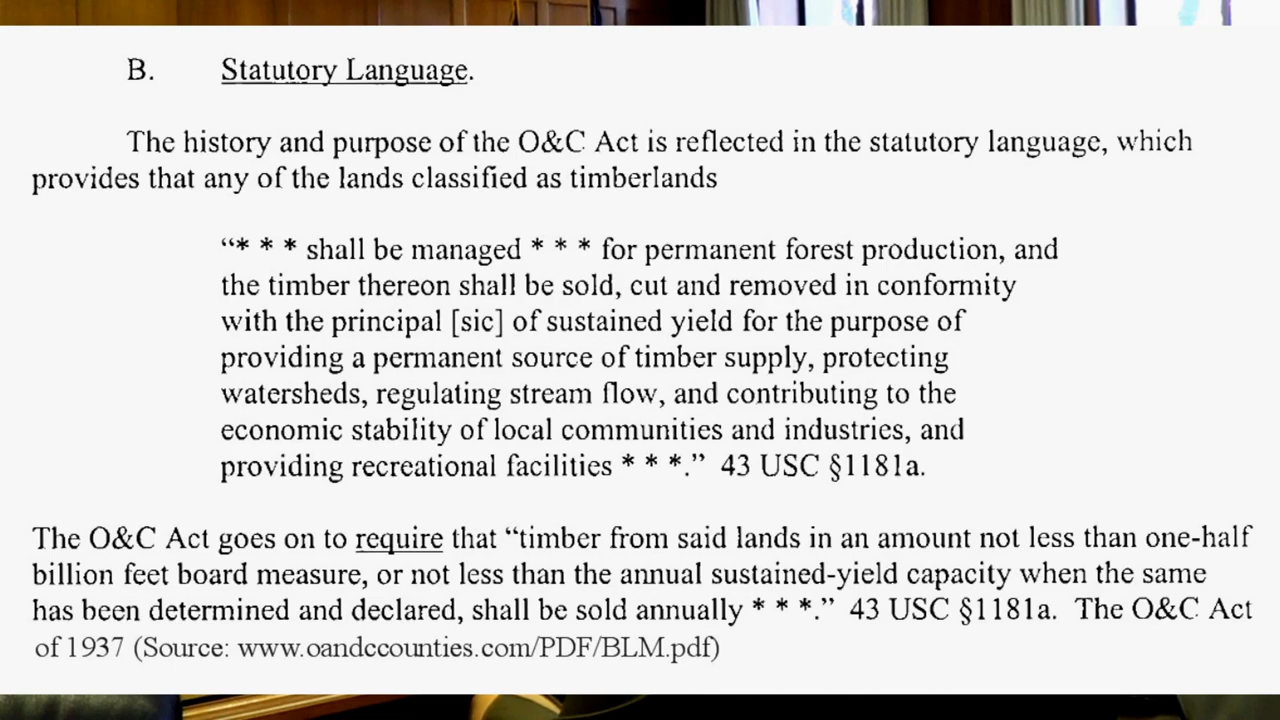 B. Statutory Language.
The history and purpose of the O&C Act is reflected in the statutory language, which
provides that any of the lands classified as timberlands
“* * * shall be managed * * * for permanent forest production, and
the timber thereon shall be sold, cut and removed in conformity
with the principal [sic] of sustained yield for the purpose of
providing a permanent source of timber supply, protecting
watersheds, regulating stream flow, and contributing to the
economic stability of local communities and industries, and
providing recreational facilities * * *.” 43 USC §1181a.
The O&C Act goes on to require that “timber from said lands in an amount not less than one-half
billion feet board measure, or not less than the annual sustained-yield capacity when the same
has been determined and declared, shall be sold annually * * *.” 43 USC §1181a. The O&C Act
of 1937 (Source: www.oandccounties.com/PDF/BLM.pdf)